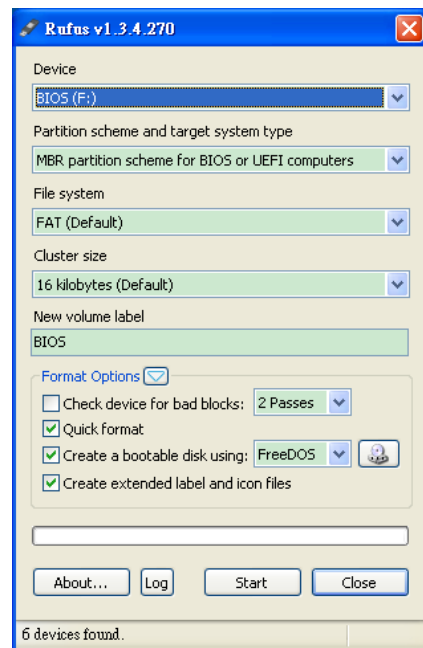 Rufus v1.3.4.270
Device
BIOS (F:)
Partition scheme and target system type
MBR partition scheme for BIOS or UEFI computers
File system
FAT (Default)
Cluster size
16 kilobytes (Default)
New volume label
BIOS
Format Options
Check device for bad blocks: 2 Passes
Quick format
Create a bootable disk using: FreeDOS
Create extended label and icon files
About... Log Start Close
6 devices found.